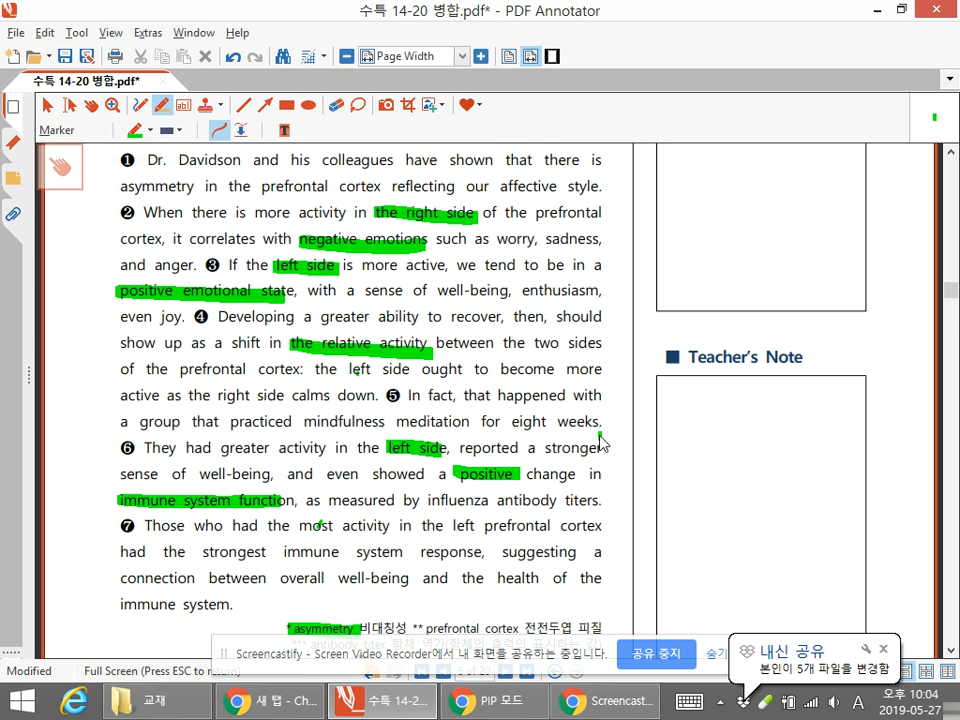 수특 14-20 병합.pdf* - PDF Annotator
File Edit Tool View Extras Window Help
Page Width
수특 14-20 병합.pdf*
Marker
❶ Dr. Davidson and his colleagues have shown that there is
asymmetry in the prefrontal cortex reflecting our affective style.
❷ When there is more activity in the right side of the prefrontal
cortex, it correlates with negative emotions such as worry, sadness,
and anger. ❸ If the left side is more active, we tend to be in a
positive emotional state, with a sense of well-being, enthusiasm,
even joy. ❹ Developing a greater ability to recover, then, should
show up as a shift in the relative activity between the two sides
of the prefrontal cortex: the left side ought to become more
active as the right side calms down. ❺ In fact, that happened with
a group that practiced mindfulness meditation for eight weeks.
❻ They had greater activity in the left side, reported a stronger
sense of well-being, and even showed a positive change in
immune system function, as measured by influenza antibody titers.
❼ Those who had the most activity in the left prefrontal cortex
had the strongest immune system response, suggesting a
connection between overall well-being and the health of the
immune system.
* asymmetry 비대칭성 ** prefrontal cortex 전전두엽 피질
*** antibody titer 항체
■ Teacher's Note
Screencastify - Screen Video Recorder에서 내 화면을 공유하는 중입니다. 공유 중지 숨기
내신 공유
본인이 5개 파일을 변경함
Modified Full Screen (Press ESC to return) 6 of 20
교재 새 탭 - Ch... 수특 14-2... PIP 모드 Screencast... A
오후 10:04
2019-05-27